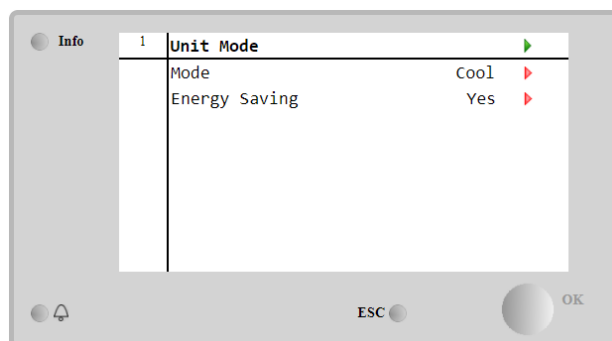 Info
1 Unit Mode
Mode Cool
Energy Saving Yes
ESC
OK